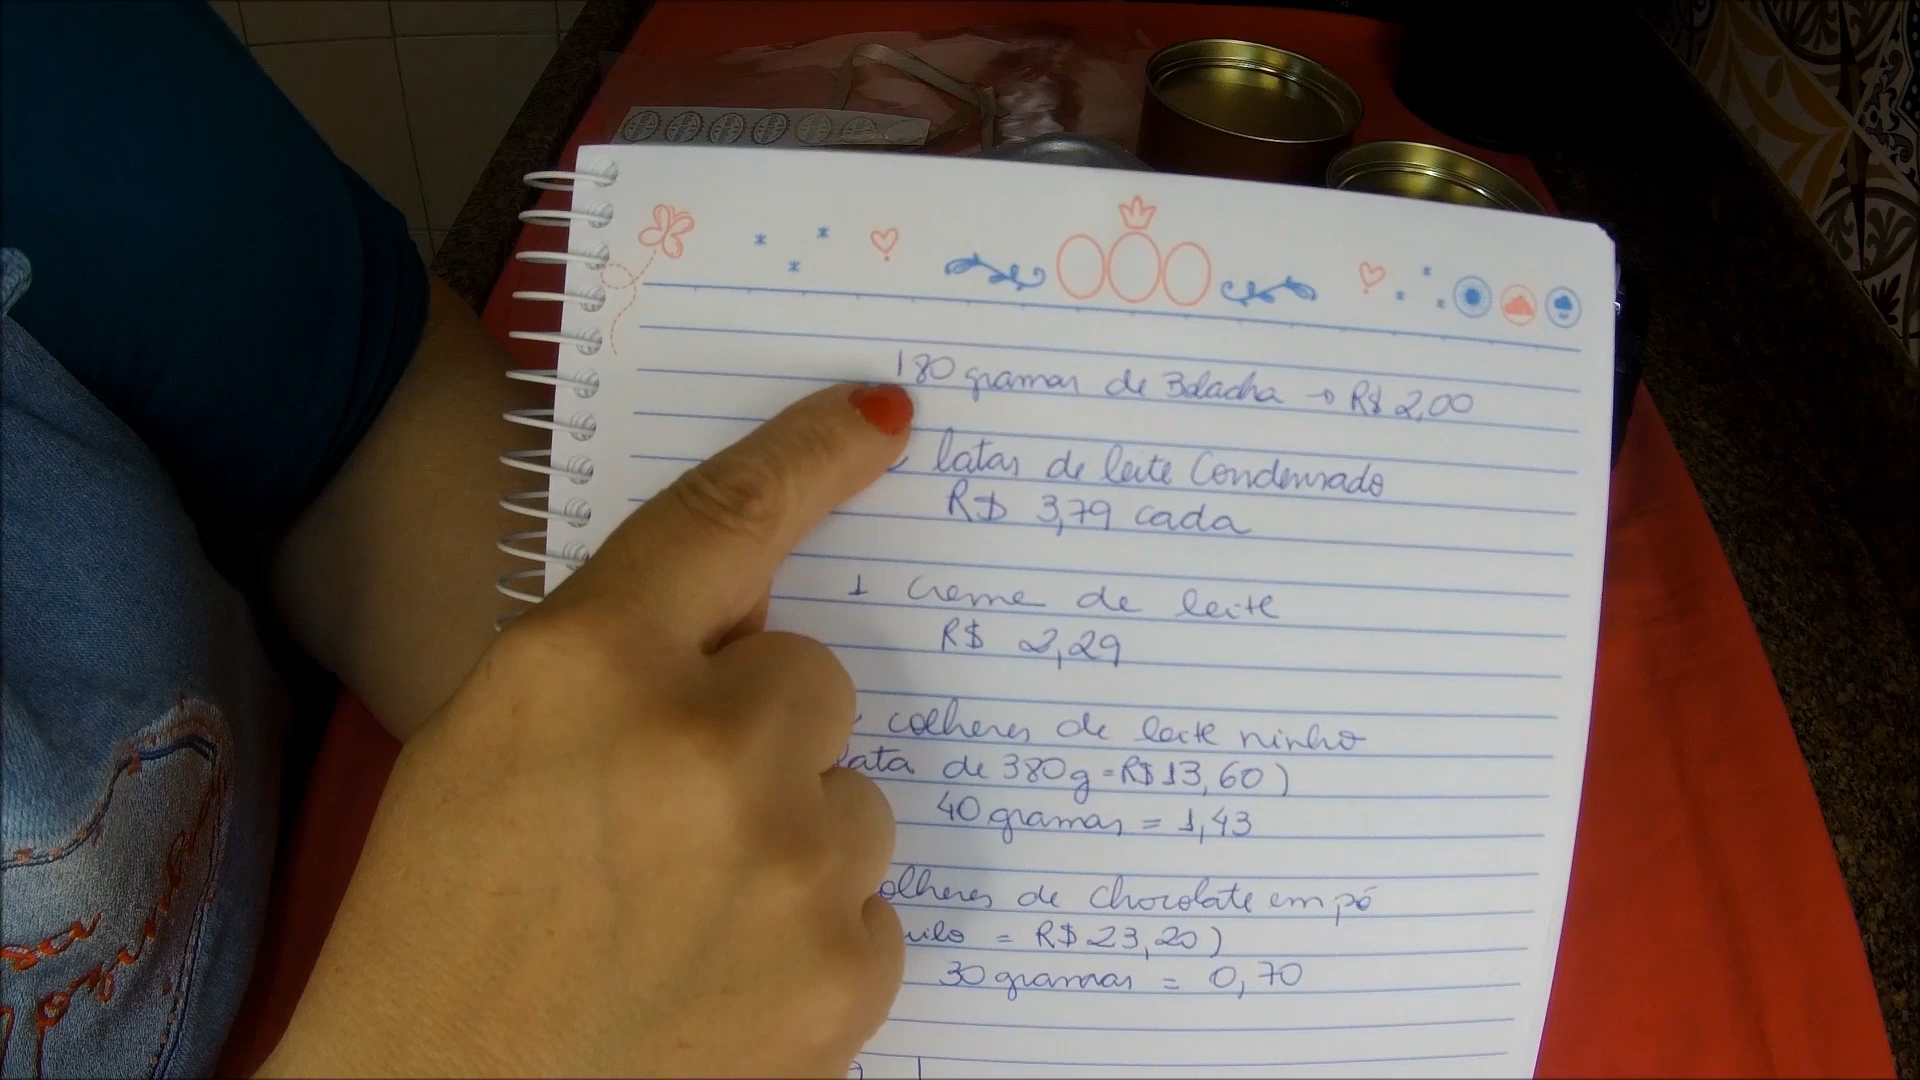 180 gramas de Bolacha → R$ 2,00
latas de leite Condensado
R$ 3,79 cada
1 creme de leite
R$ 2,29
colheres de leite ninho
lata de 380g = R$ 13,60)
40 gramas = 1,43
olheres de chocolate em pó
uilo = R$ 23,20)
30 gramas = 0,70